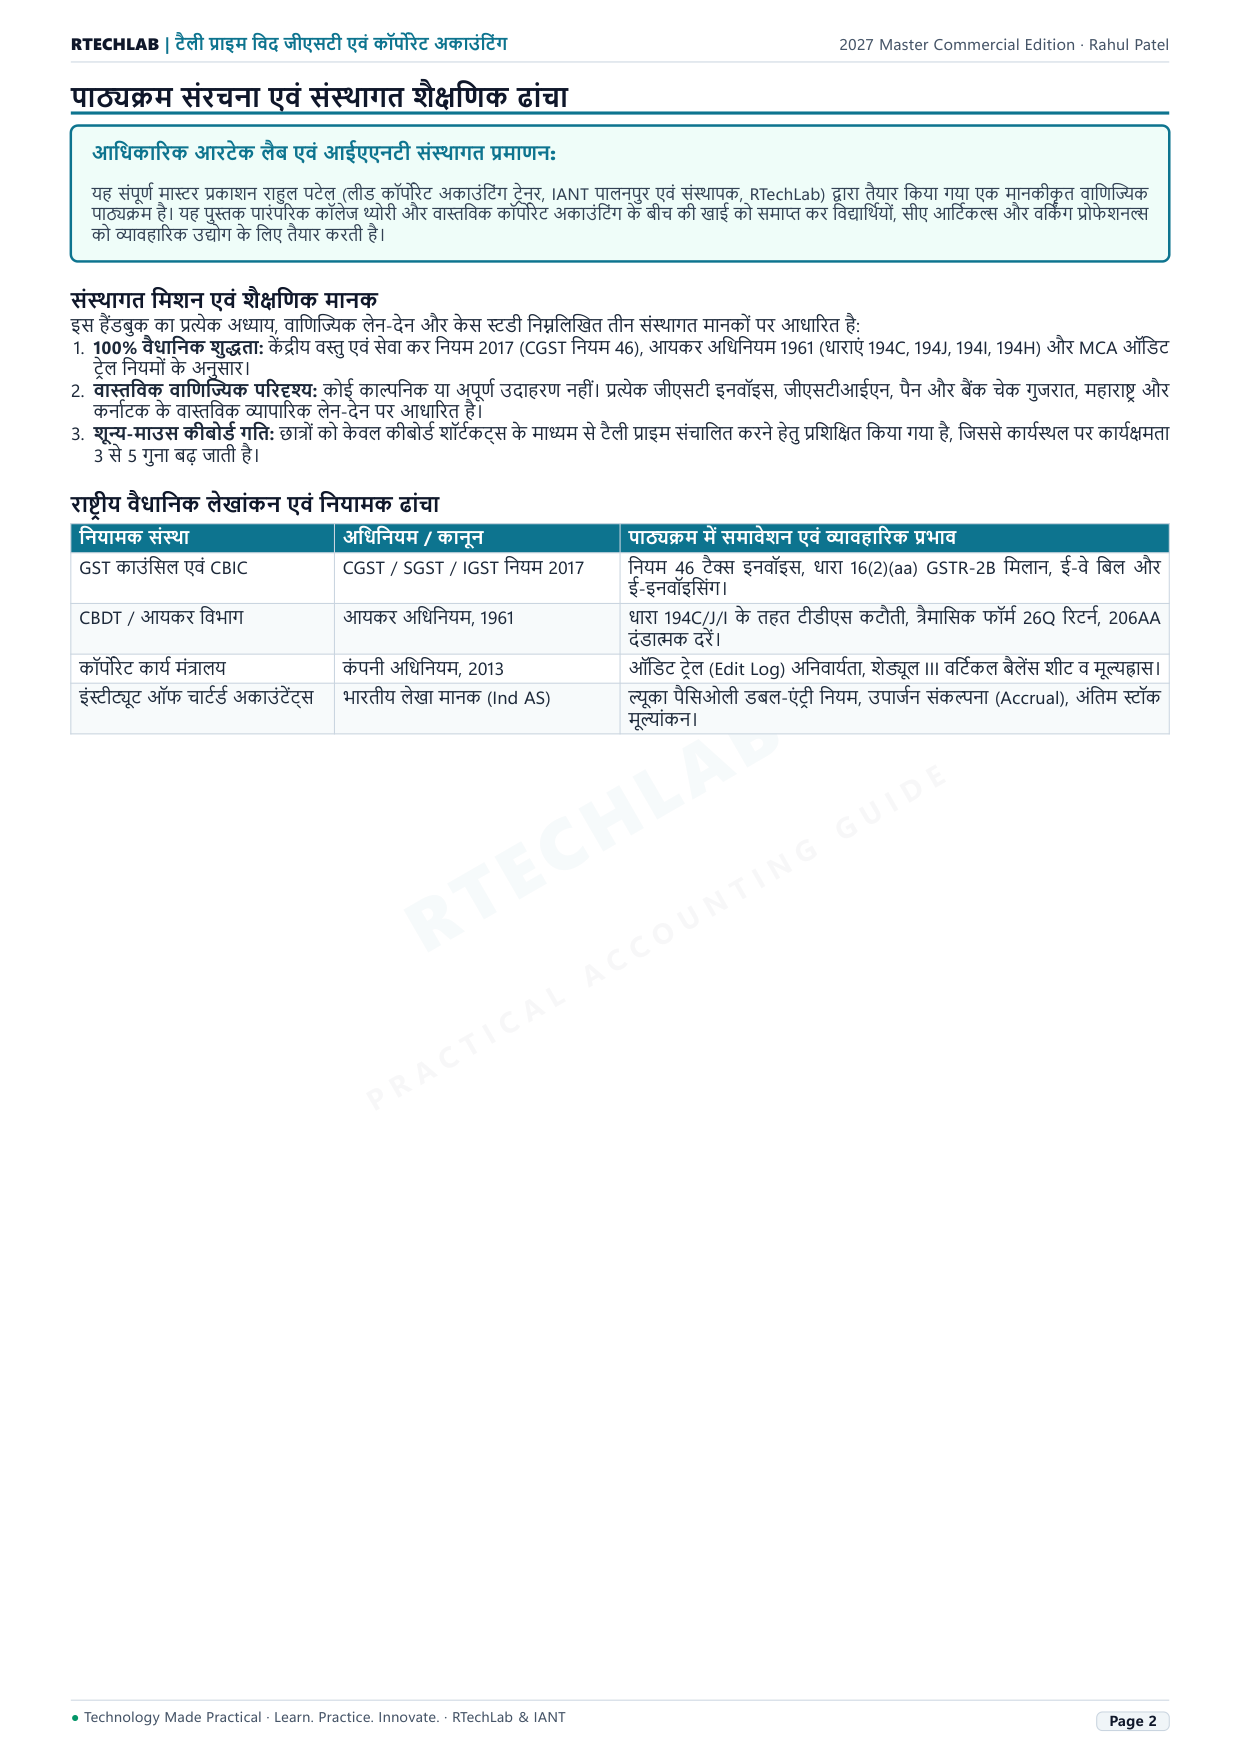 RTECHLAB | टैली प्राइम विद जीएसटी एवं कॉर्पोरेट अकाउंटिंग
2027 Master Commercial Edition · Rahul Patel
पाठ्यक्रम संरचना एवं संस्थागत शैक्षणिक ढांचा
आधिकारिक आरटेक लैब एवं आईएएनटी संस्थागत प्रमाणन:
यह संपूर्ण मास्टर प्रकाशन राहुल पटेल (लीड कॉर्पोरेट अकाउंटिंग ट्रेनर, IANT पालनपुर एवं संस्थापक, RTechLab) द्वारा तैयार किया गया एक मानकीकृत वाणिज्यिक
पाठ्यक्रम है। यह पुस्तक पारंपरिक कॉलेज थ्योरी और वास्तविक कॉर्पोरेट अकाउंटिंग के बीच की खाई को समाप्त कर विद्यार्थियों, सीए आर्टिकल्स और वर्किंग प्रोफेशनल्स
को व्यावहारिक उद्योग के लिए तैयार करती है।
संस्थागत मिशन एवं शैक्षणिक मानक
इस हैंडबुक का प्रत्येक अध्याय, वाणिज्यिक लेन-देन और केस स्टडी निम्नलिखित तीन संस्थागत मानकों पर आधारित है:
1. 100% वैधानिक शुद्धता: केंद्रीय वस्तु एवं सेवा कर नियम 2017 (CGST नियम 46), आयकर अधिनियम 1961 (धाराएं 194C, 194J, 194I, 194H) और MCA ऑडिट
ट्रेल नियमों के अनुसार।
2. वास्तविक वाणिज्यिक परिदृश्य: कोई काल्पनिक या अपूर्ण उदाहरण नहीं। प्रत्येक जीएसटी इनवॉइस, जीएसटीआईएन, पैन और बैंक चेक गुजरात, महाराष्ट्र और
कर्नाटक के वास्तविक व्यापारिक लेन-देन पर आधारित है।
3. शून्य-माउस कीबोर्ड गति: छात्रों को केवल कीबोर्ड शॉर्टकट्स के माध्यम से टैली प्राइम संचालित करने हेतु प्रशिक्षित किया गया है, जिससे कार्यस्थल पर कार्यक्षमता
3 से 5 गुना बढ़ जाती है।
राष्ट्रीय वैधानिक लेखांकन एवं नियामक ढांचा
नियामक संस्था अधिनियम / कानून पाठ्यक्रम में समावेशन एवं व्यावहारिक प्रभाव
GST काउंसिल एवं CBIC CGST / SGST / IGST नियम 2017 नियम 46 टैक्स इनवॉइस, धारा 16(2)(aa) GSTR-2B मिलान, ई-वे बिल और
ई-इनवॉइसिंग।
CBDT / आयकर विभाग आयकर अधिनियम, 1961 धारा 194C/J/I के तहत टीडीएस कटौती, त्रैमासिक फॉर्म 26Q रिटर्न, 206AA
दंडात्मक दरें।
कॉर्पोरेट कार्य मंत्रालय कंपनी अधिनियम, 2013 ऑडिट ट्रेल (Edit Log) अनिवार्यता, शेड्यूल III वर्टिकल बैलेंस शीट व मूल्यह्रास।
इंस्टीट्यूट ऑफ चार्टर्ड अकाउंटेंट्स भारतीय लेखा मानक (Ind AS) ल्यूका पैसिओली डबल-एंट्री नियम, उपार्जन संकल्पना (Accrual), अंतिम स्टॉक
मूल्यांकन।
RTECHLAB
PRACTICAL ACCOUNTING GUIDE
• Technology Made Practical · Learn. Practice. Innovate. · RTechLab & IANT
Page 2